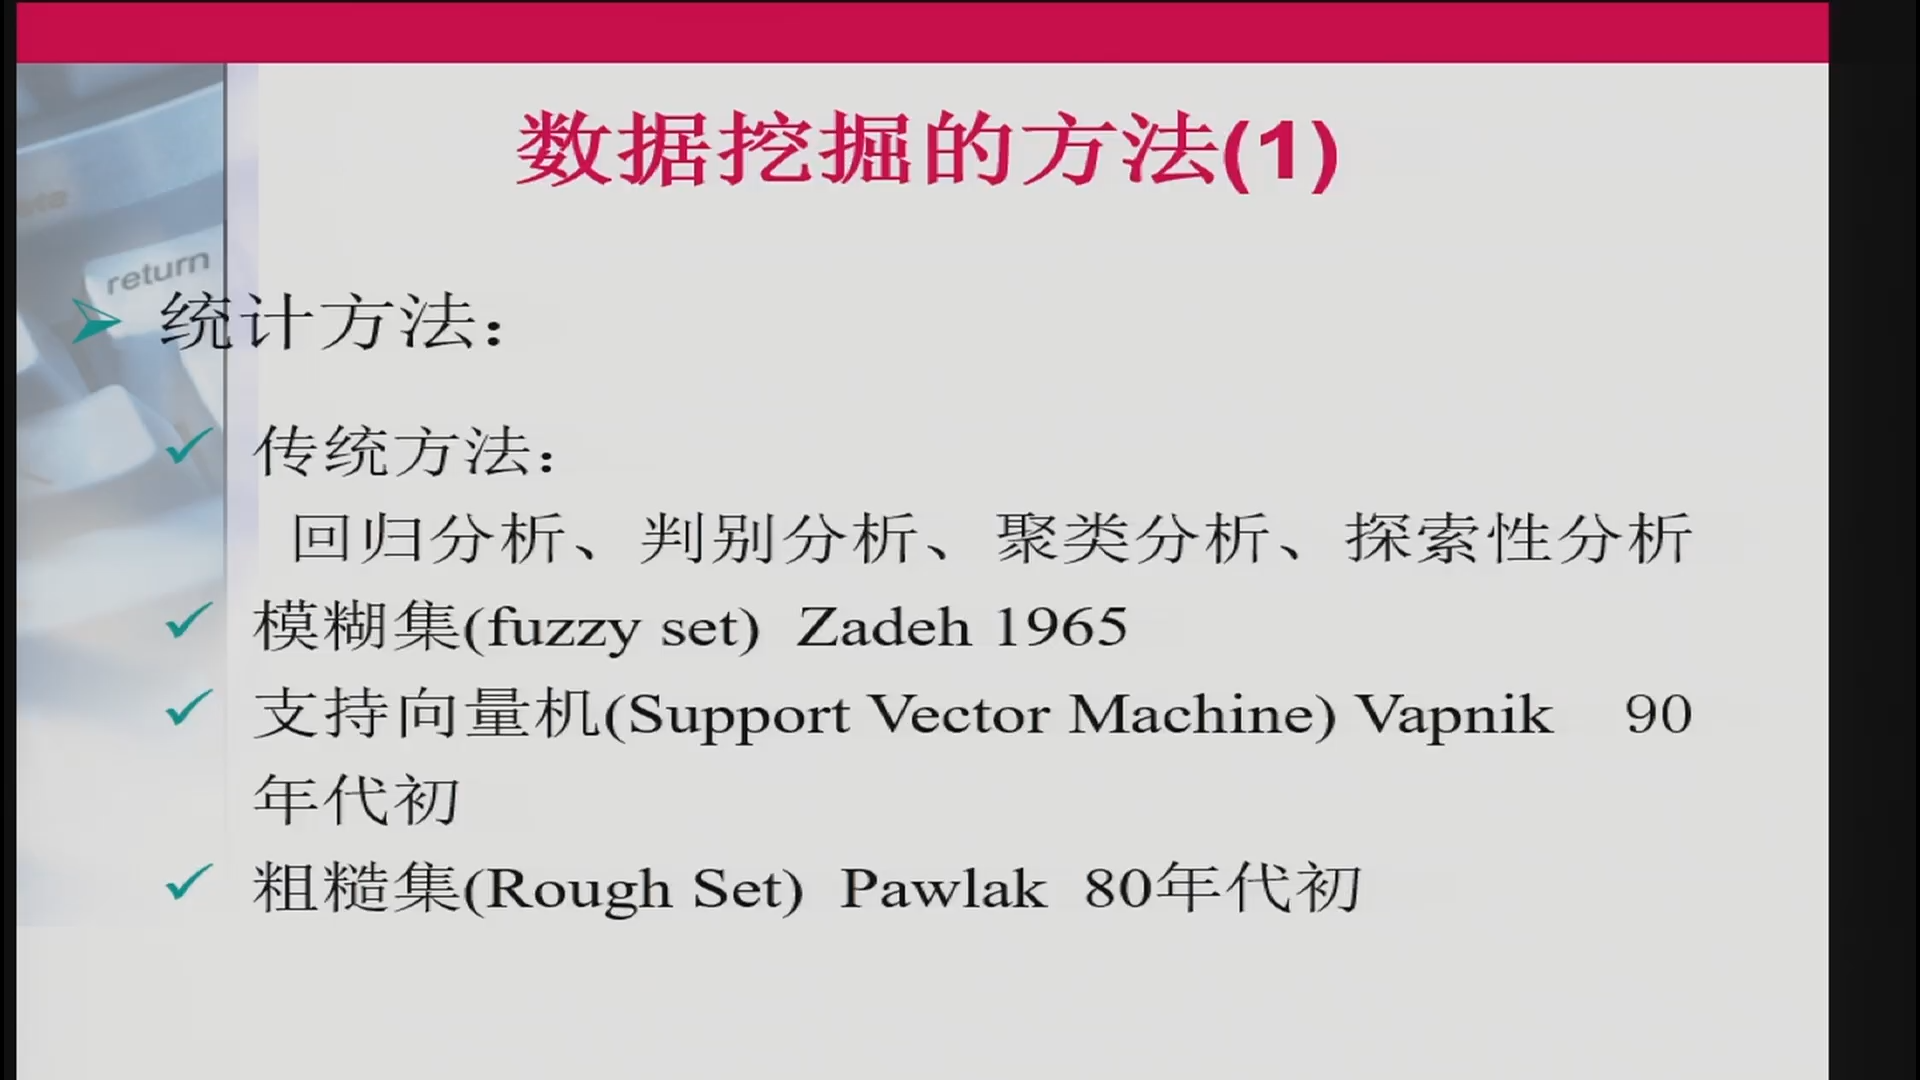 数据挖掘的方法(1)
return
统计方法：
传统方法：
回归分析、判别分析、聚类分析、探索性分析
模糊集(fuzzy set) Zadeh 1965
支持向量机(Support Vector Machine) Vapnik 90
年代初
粗糙集(Rough Set) Pawlak 80年代初